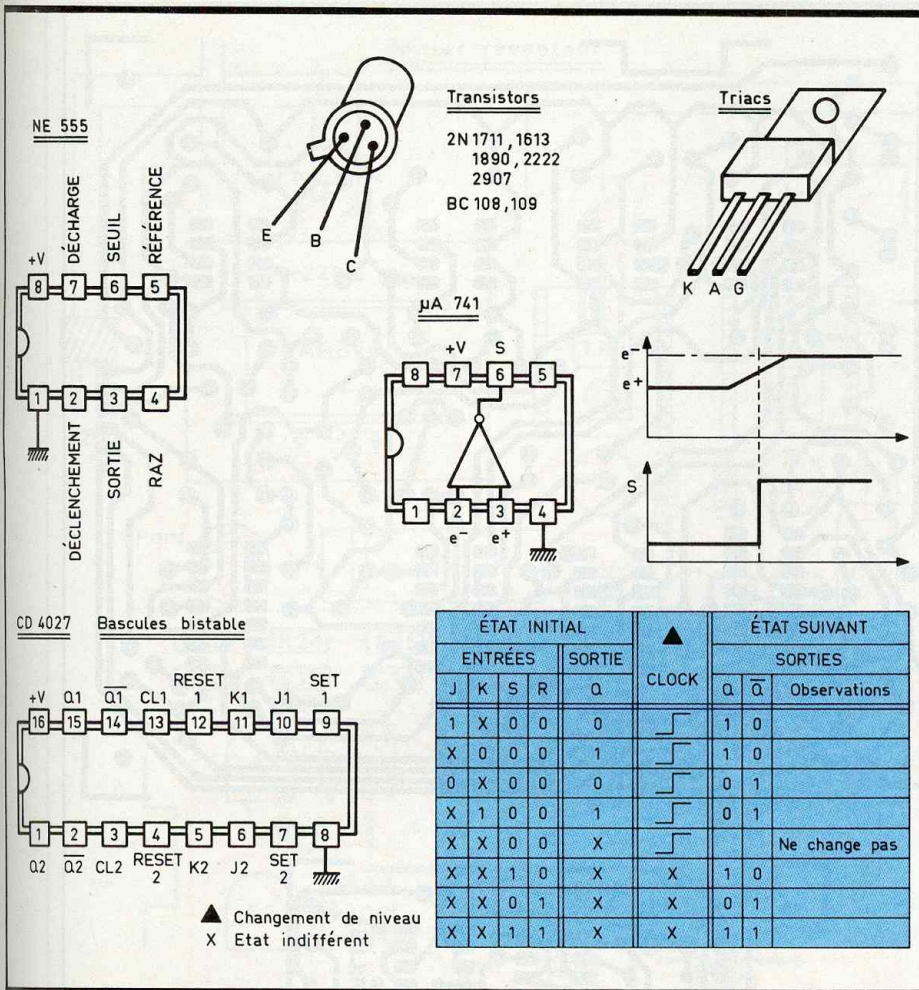 NE 555
+V
DÉCHARGE
SEUIL
RÉFÉRENCE
8 7 6 5
1 2 3 4
DÉCLENCHEMENT
SORTIE
RAZ
E
B
C
Transistors
2N 1711 , 1613
1890 , 2222
2907
BC 108 , 109
Triacs
K A G
µA 741
+V S
8 7 6 5
1 2 3 4
e- e+
e-
e+
S
CD 4027 Bascules bistable
+V Q1 Q̅1̅ CL1 RESET 1 K1 J1 SET 1
16 15 14 13 12 11 10 9
1 2 3 4 5 6 7 8
Q2 Q̅2̅ CL2 RESET 2 K2 J2 SET 2
▲ Changement de niveau
X Etat indifférent
ÉTAT INITIAL ▲ CLOCK ÉTAT SUIVANT
ENTRÉES SORTIE SORTIES
J K S R Q Q Q̅ Observations
1 X 0 0 0 1 0
X 0 0 0 1 1 0
0 X 0 0 0 0 1
X 1 0 0 1 0 1
X X 0 0 X Ne change pas
X X 1 0 X X 1 0
X X 0 1 X X 0 1
X X 1 1 X X 1 1